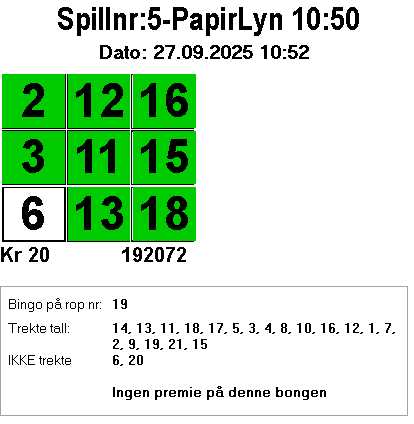 Spillnr:5-PapirLyn 10:50
Dato: 27.09.2025 10:52
2 12 16
3 11 15
6 13 18
Kr 20 192072
Bingo på rop nr: 19
Trekte tall: 14, 13, 11, 18, 17, 5, 3, 4, 8, 10, 16, 12, 1, 7,
2, 9, 19, 21, 15
IKKE trekte 6, 20
Ingen premie på denne bongen